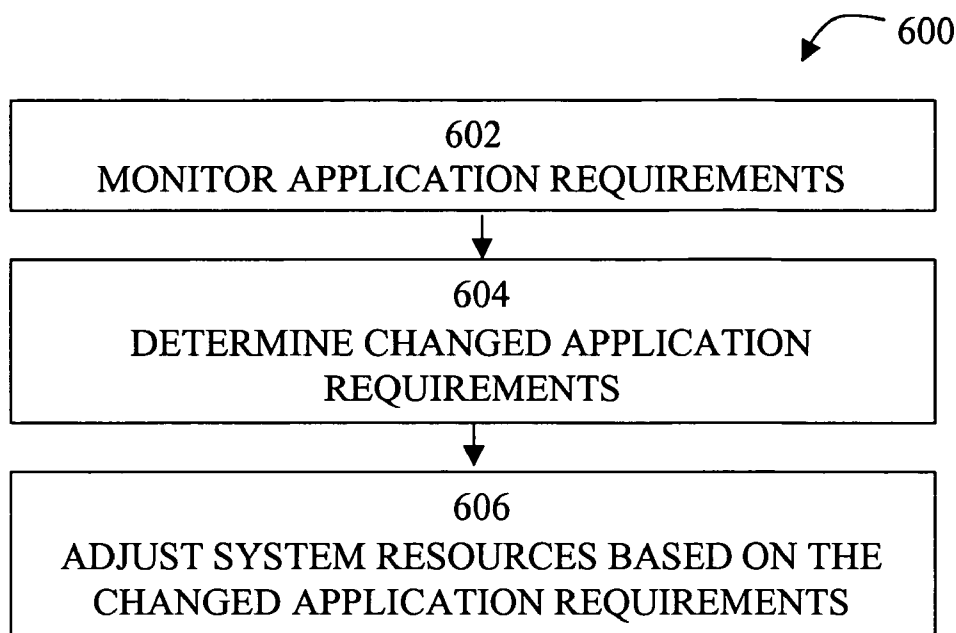 600
602
MONITOR APPLICATION REQUIREMENTS
604
DETERMINE CHANGED APPLICATION
REQUIREMENTS
606
ADJUST SYSTEM RESOURCES BASED ON THE
CHANGED APPLICATION REQUIREMENTS